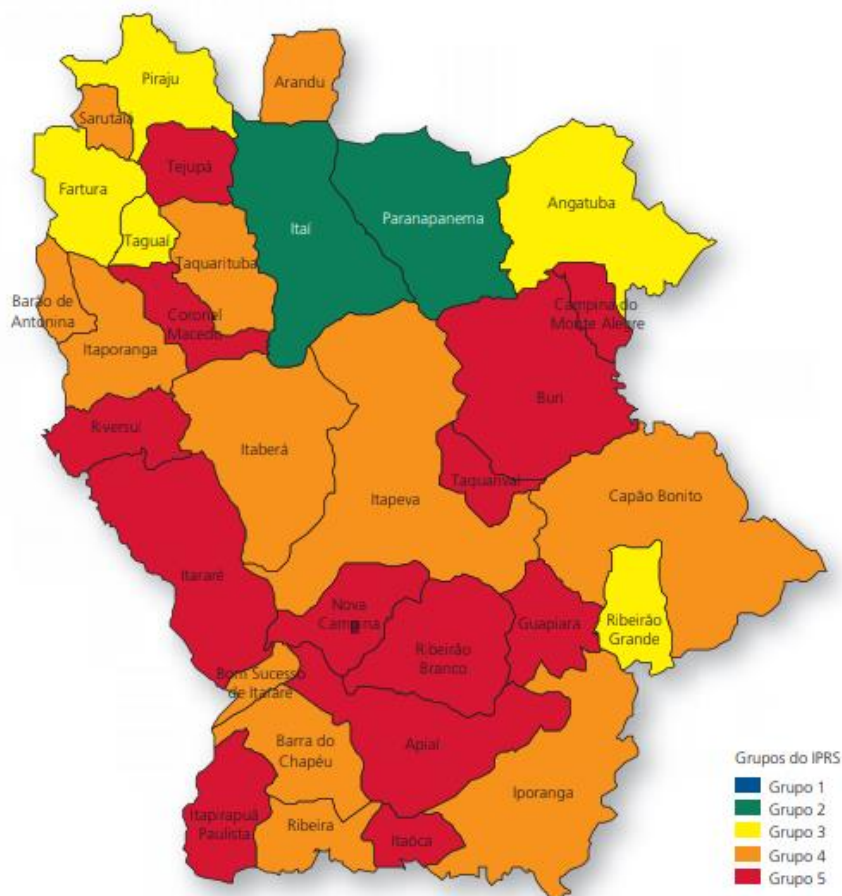 Piraju
Arandu
Sarutaiá
Tejupá
Fartura
Itaí
Paranapanema
Angatuba
Taguaí
Taquarituba
Barão de
Antonina
Coronel
Macedo
Campina do
Monte Alegre
Itaporanga
Buri
Riversul
Itaberá
Taquarivaí
Itapeva
Capão Bonito
Itararé
Nova
Campina
Guapiara
Ribeirão
Grande
Ribeirão
Branco
Bom Sucesso
de Itararé
Barra do
Chapéu
Apiaí
Iporanga
Itapirapuã
Paulista
Ribeira
Itaóca
Grupos do IPRS
Grupo 1
Grupo 2
Grupo 3
Grupo 4
Grupo 5